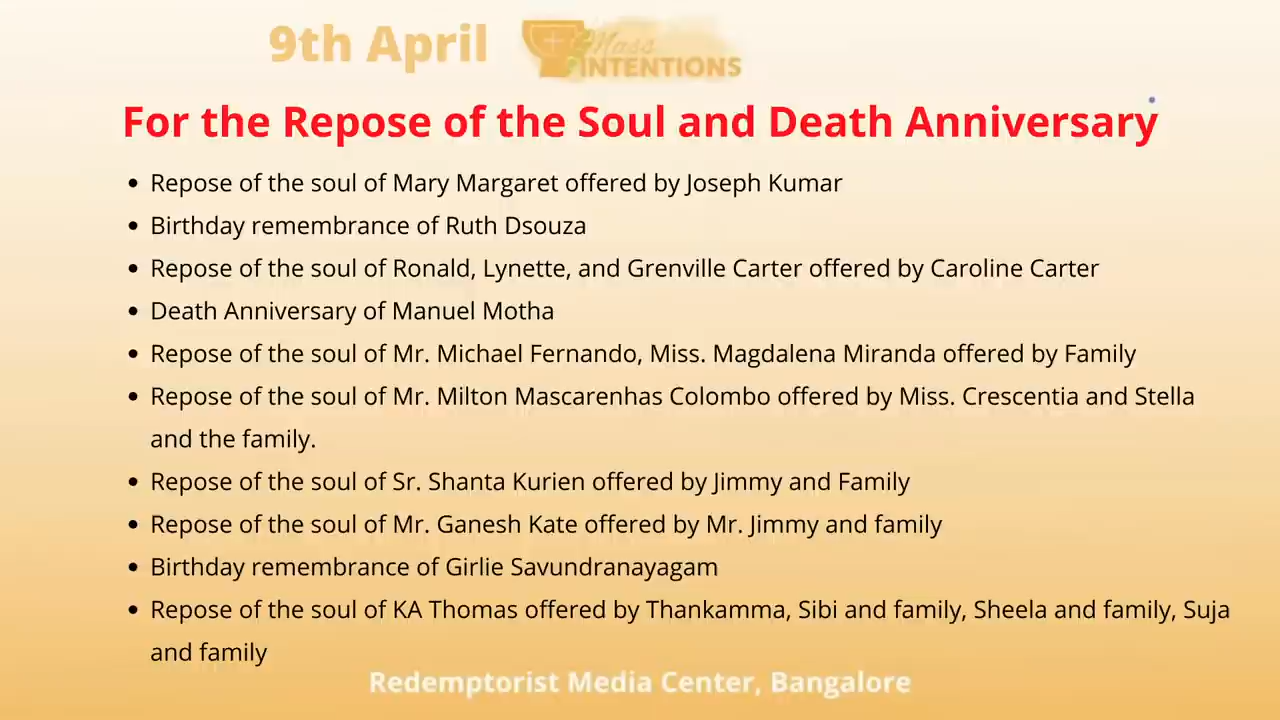 9th April
Mass
INTENTIONS
For the Repose of the Soul and Death Anniversary
• Repose of the soul of Mary Margaret offered by Joseph Kumar
• Birthday remembrance of Ruth Dsouza
• Repose of the soul of Ronald, Lynette, and Grenville Carter offered by Caroline Carter
• Death Anniversary of Manuel Motha
• Repose of the soul of Mr. Michael Fernando, Miss. Magdalena Miranda offered by Family
• Repose of the soul of Mr. Milton Mascarenhas Colombo offered by Miss. Crescentia and Stella
and the family.
• Repose of the soul of Sr. Shanta Kurien offered by Jimmy and Family
• Repose of the soul of Mr. Ganesh Kate offered by Mr. Jimmy and family
• Birthday remembrance of Girlie Savundranayagam
• Repose of the soul of KA Thomas offered by Thankamma, Sibi and family, Sheela and family, Suja
and family
Redemptorist Media Center, Bangalore